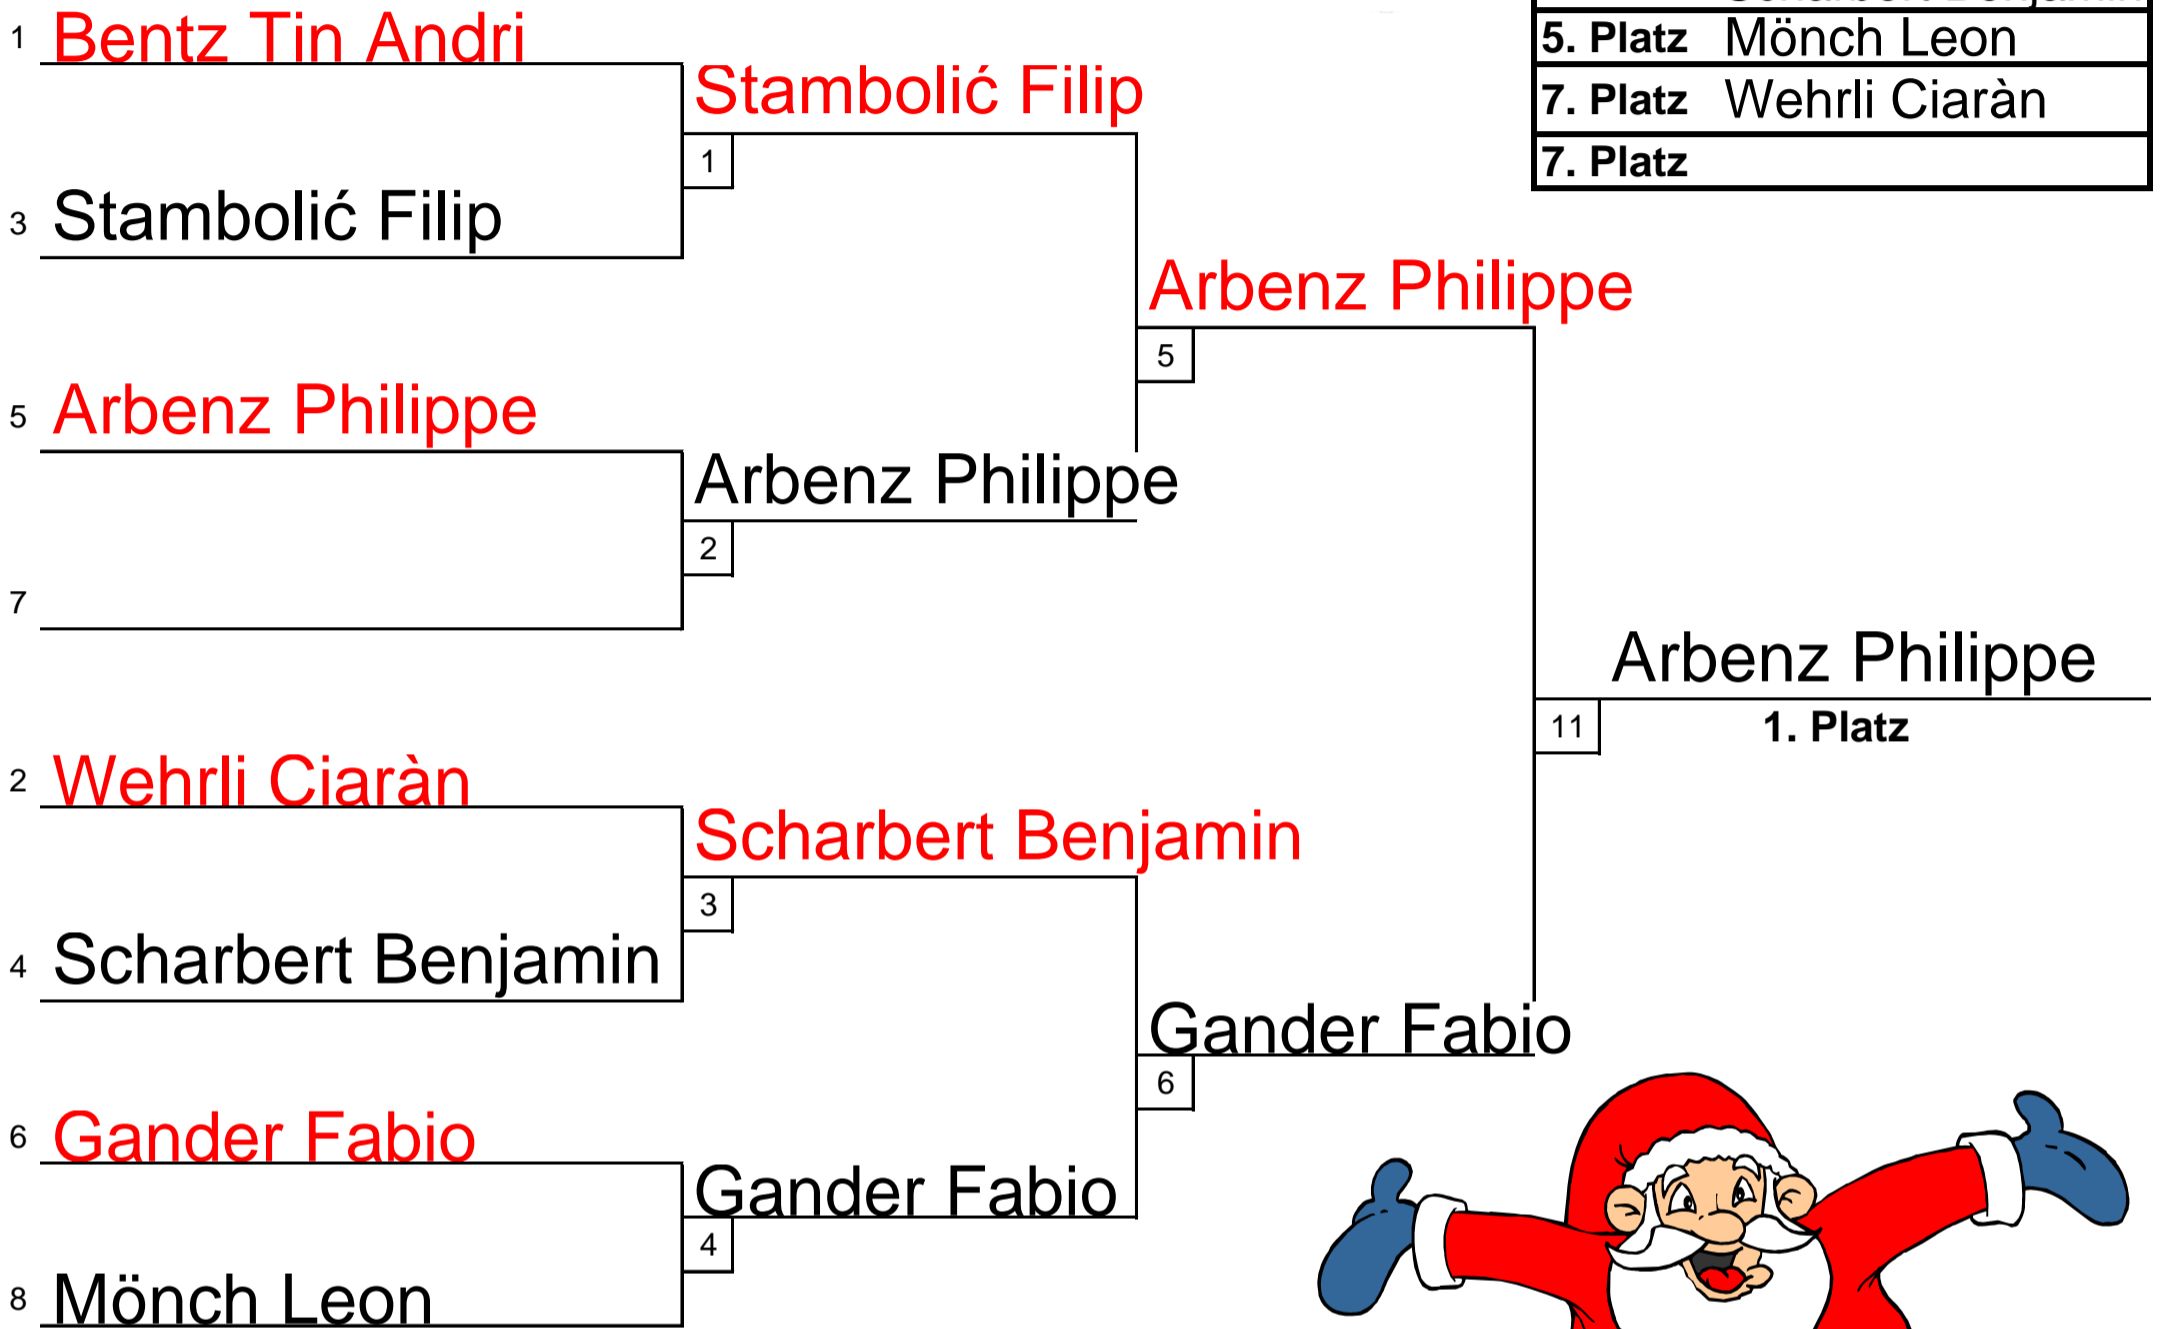 1 Bentz Tin Andri
5. Platz Mönch Leon
Stambolić Filip
7. Platz Wehrli Ciaràn
1
7. Platz
3 Stambolić Filip
Arbenz Philippe
5
5 Arbenz Philippe
Arbenz Philippe
2
7
Arbenz Philippe
11
1. Platz
2 Wehrli Ciaràn
Scharbert Benjamin
3
4 Scharbert Benjamin
Gander Fabio
6
6 Gander Fabio
Gander Fabio
4
8 Mönch Leon